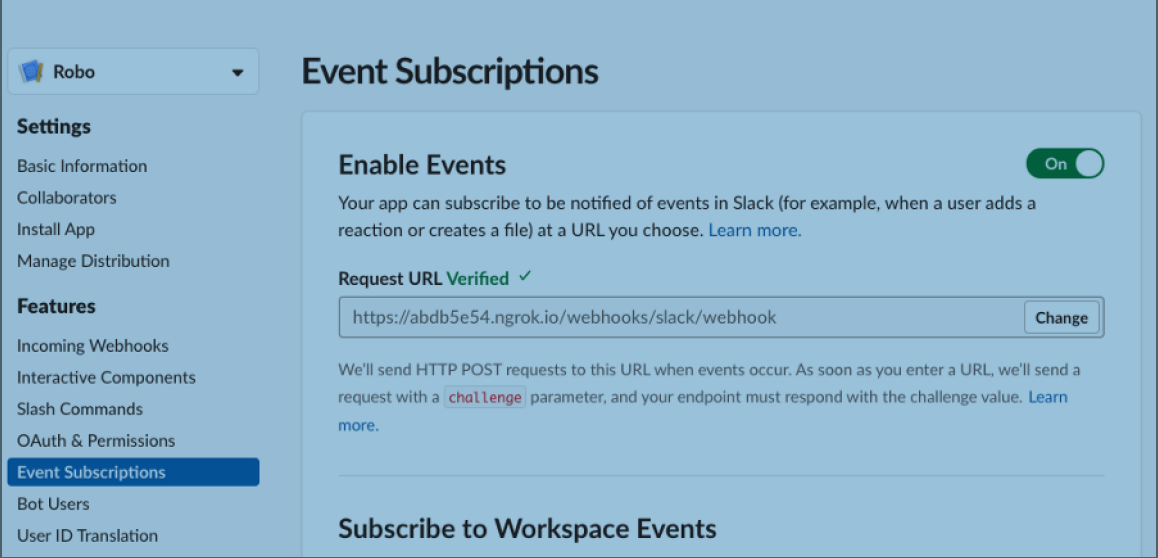 Robo
Settings
Basic Information
Collaborators
Install App
Manage Distribution
Features
Incoming Webhooks
Interactive Components
Slash Commands
OAuth & Permissions
Event Subscriptions
Bot Users
User ID Translation
Event Subscriptions
Enable Events
On
Your app can subscribe to be notified of events in Slack (for example, when a user adds a
reaction or creates a file) at a URL you choose. Learn more.
Request URL Verified ✓
https://abdb5e54.ngrok.io/webhooks/slack/webhook
Change
We'll send HTTP POST requests to this URL when events occur. As soon as you enter a URL, we'll send a
request with a challenge parameter, and your endpoint must respond with the challenge value. Learn
more.
Subscribe to Workspace Events